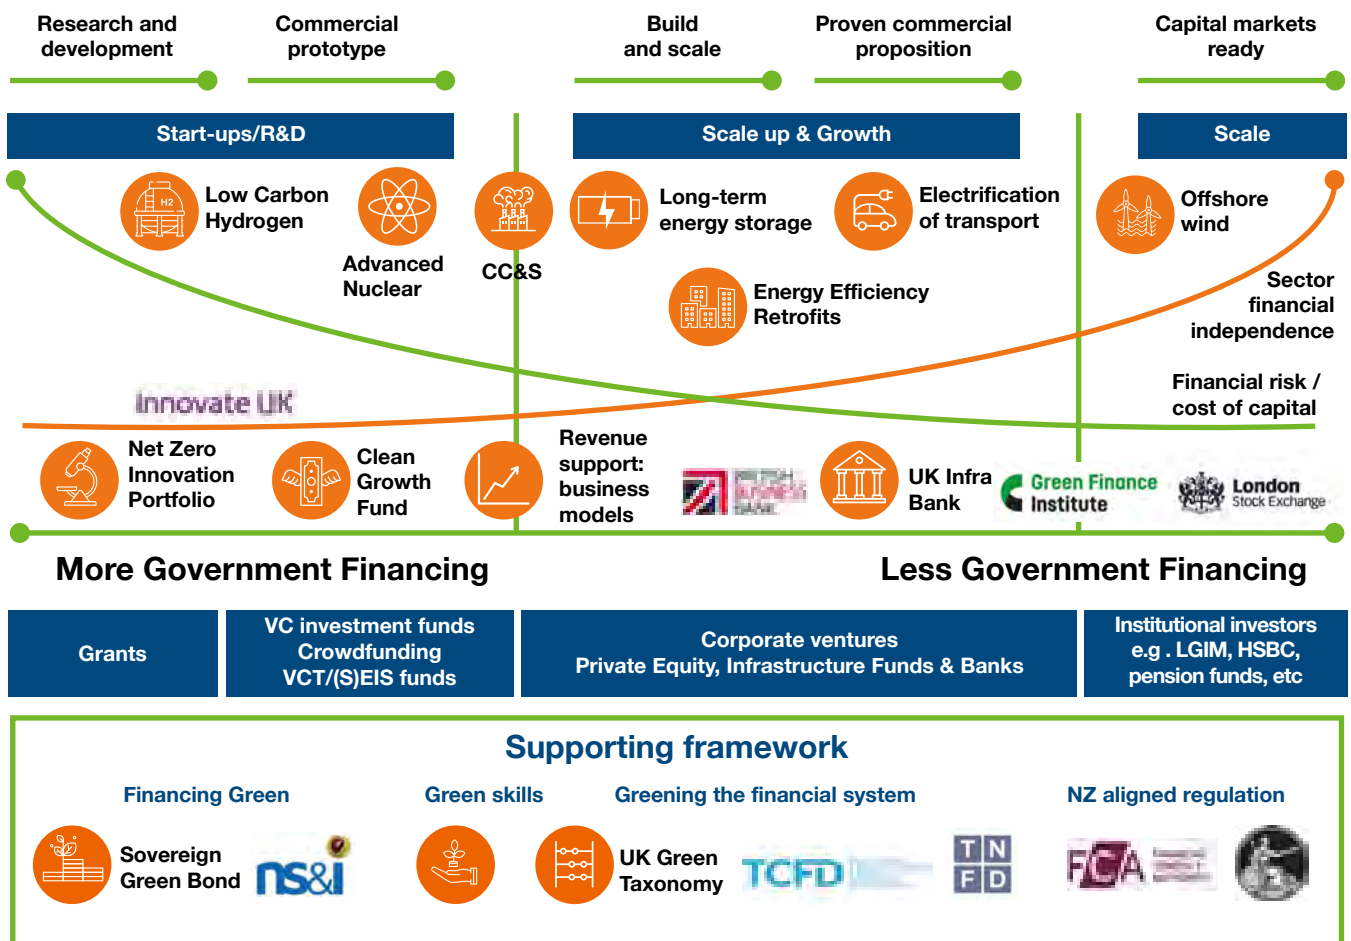 Research and
development
Commercial
prototype
Build
and scale
Proven commercial
proposition
Capital markets
ready
Start-ups/R&D
Scale up & Growth
Scale
H2
Low Carbon
Hydrogen
Advanced
Nuclear
CC&S
Long-term
energy storage
Electrification
of transport
Energy Efficiency
Retrofits
Offshore
wind
Sector
financial
independence
Financial risk /
cost of capital
Innovate UK
Net Zero
Innovation
Portfolio
Clean
Growth
Fund
Revenue
support:
business
models
BRITISH
BUSINESS
BANK
UK Infra
Bank
Green Finance
Institute
London
Stock Exchange
More Government Financing
Less Government Financing
Grants
VC investment funds
Crowdfunding
VCT/(S)EIS funds
Corporate ventures
Private Equity, Infrastructure Funds & Banks
Institutional investors
e.g . LGIM, HSBC,
pension funds, etc
Supporting framework
Financing Green
Green skills
Greening the financial system
NZ aligned regulation
Sovereign
Green Bond
ns&i
UK Green
Taxonomy
TCFD
TN
FD
FCA